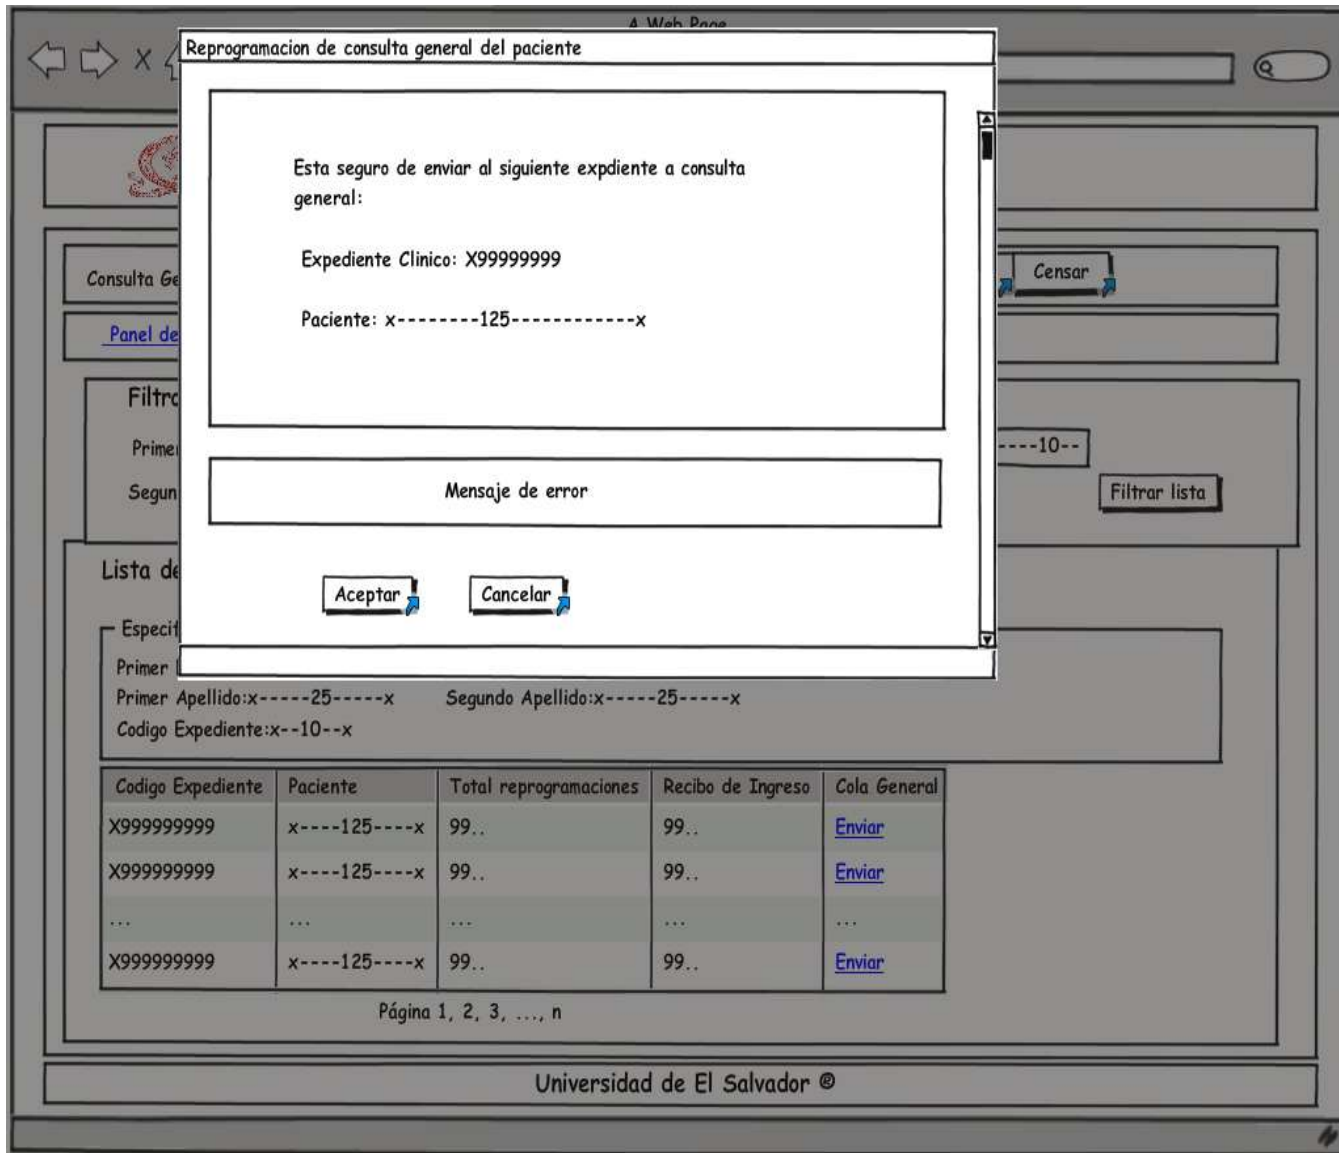 A Web Page
Reprogramacion de consulta general del paciente
Esta seguro de enviar al siguiente expdiente a consulta
general:
Expediente Clinico: X99999999
Paciente: x--------125------------x
Mensaje de error
Aceptar
Cancelar
Consulta Ge
Censar
Panel de
Filtra
Primer
----10--
Segun
Filtrar lista
Lista de
Especif
Primer
Primer Apellido:x-----25-----x Segundo Apellido:x-----25-----x
Codigo Expediente:x--10--x
Codigo Expediente Paciente Total reprogramaciones Recibo de Ingreso Cola General
X999999999 x----125----x 99.. 99.. Enviar
X999999999 x----125----x 99.. 99.. Enviar
... ... ... ... ...
X999999999 x----125----x 99.. 99.. Enviar
Página 1, 2, 3, ..., n
Universidad de El Salvador ®